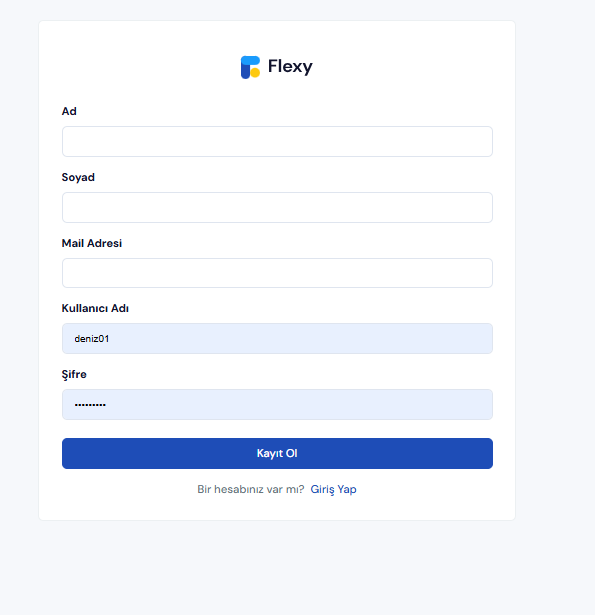 Flexy
Ad
Soyad
Mail Adresi
Kullanıcı Adı
deniz01
Şifre
•••••••••
Kayıt Ol
Bir hesabınız var mı? Giriş Yap